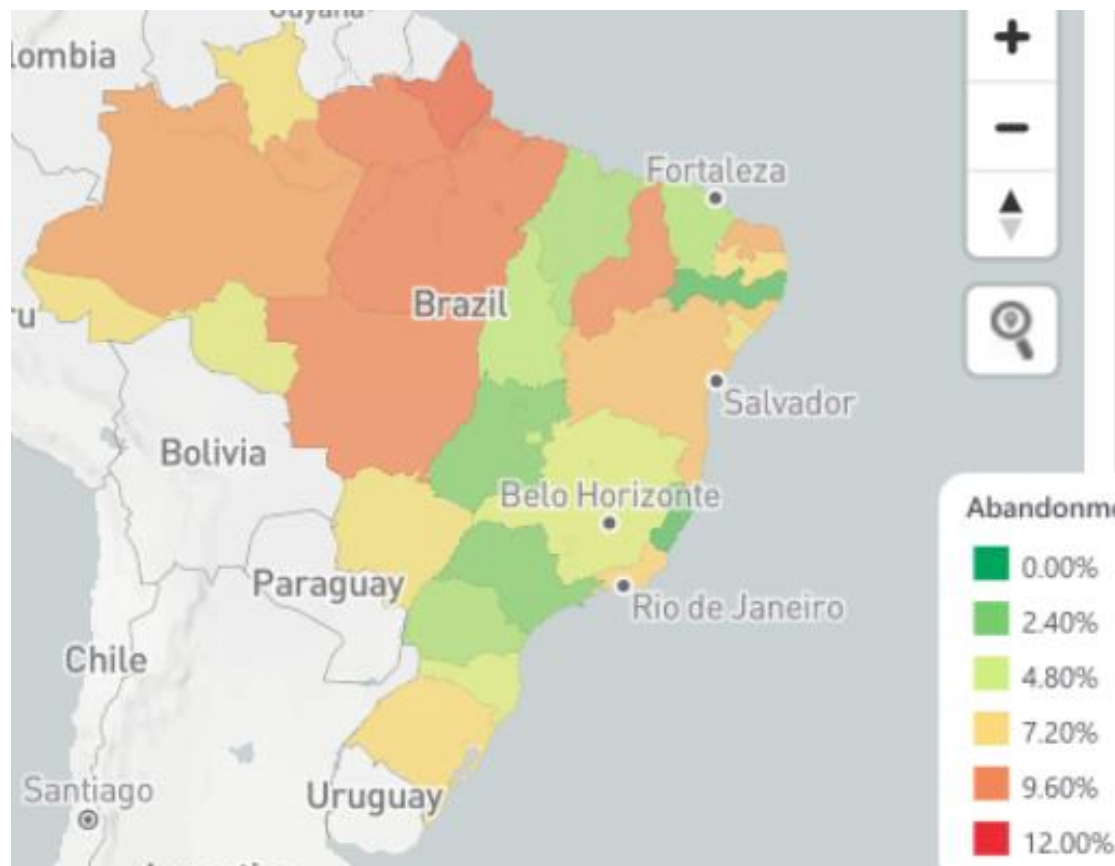 lombia
Fortaleza
Brazil
Salvador
Bolivia
Belo Horizonte
Paraguay
Rio de Janeiro
Chile
Santiago
Uruguay
Abandonme
0.00%
2.40%
4.80%
7.20%
9.60%
12.00%